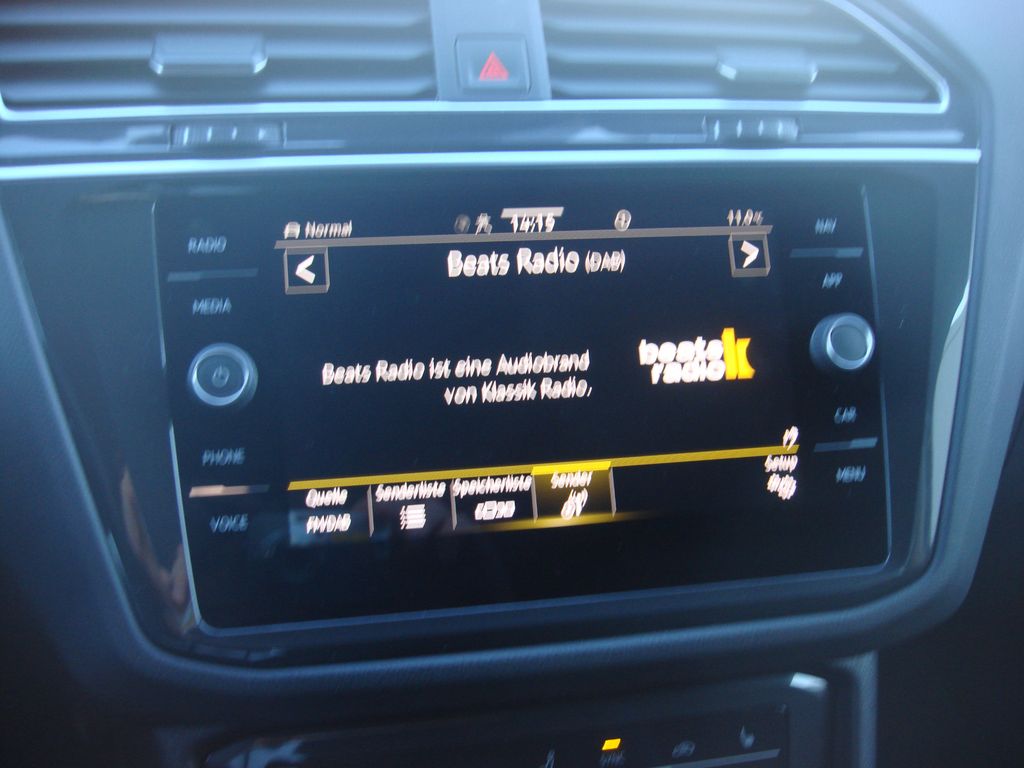 RADIO
MEDIA
PHONE
VOICE
Normal
14:15
Beats Radio (DAB)
Beats Radio ist eine Audiobrand
von Klassik Radio.
beats
radio
Quelle
FM/DAB
Senderliste
Speicherliste
Sender
Setup
NAV
APP
CAR
MENU